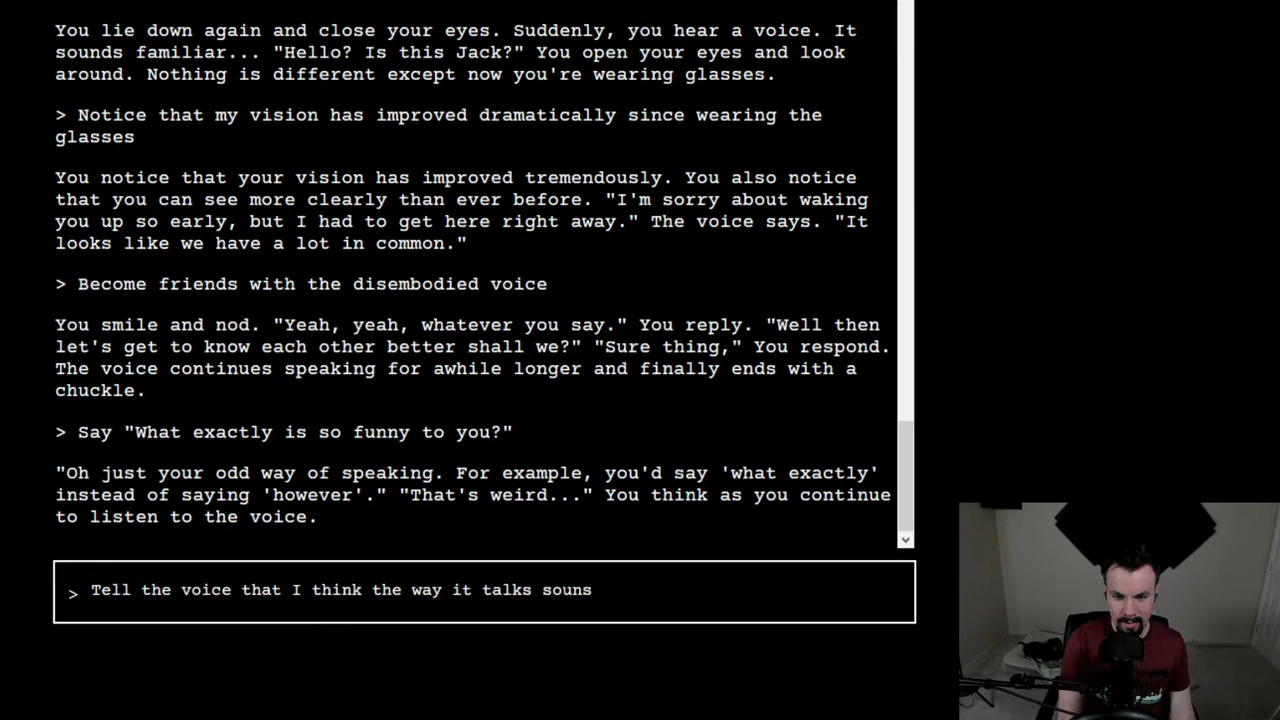 You lie down again and close your eyes. Suddenly, you hear a voice. It
sounds familiar... "Hello? Is this Jack?" You open your eyes and look
around. Nothing is different except now you're wearing glasses.
> Notice that my vision has improved dramatically since wearing the
glasses
You notice that your vision has improved tremendously. You also notice
that you can see more clearly than ever before. "I'm sorry about waking
you up so early, but I had to get here right away." The voice says. "It
looks like we have a lot in common."
> Become friends with the disembodied voice
You smile and nod. "Yeah, yeah, whatever you say." You reply. "Well then
let's get to know each other better shall we?" "Sure thing," You respond.
The voice continues speaking for awhile longer and finally ends with a
chuckle.
> Say "What exactly is so funny to you?"
"Oh just your odd way of speaking. For example, you'd say 'what exactly'
instead of saying 'however'." "That's weird..." You think as you continue
to listen to the voice.
> Tell the voice that I think the way it talks souns